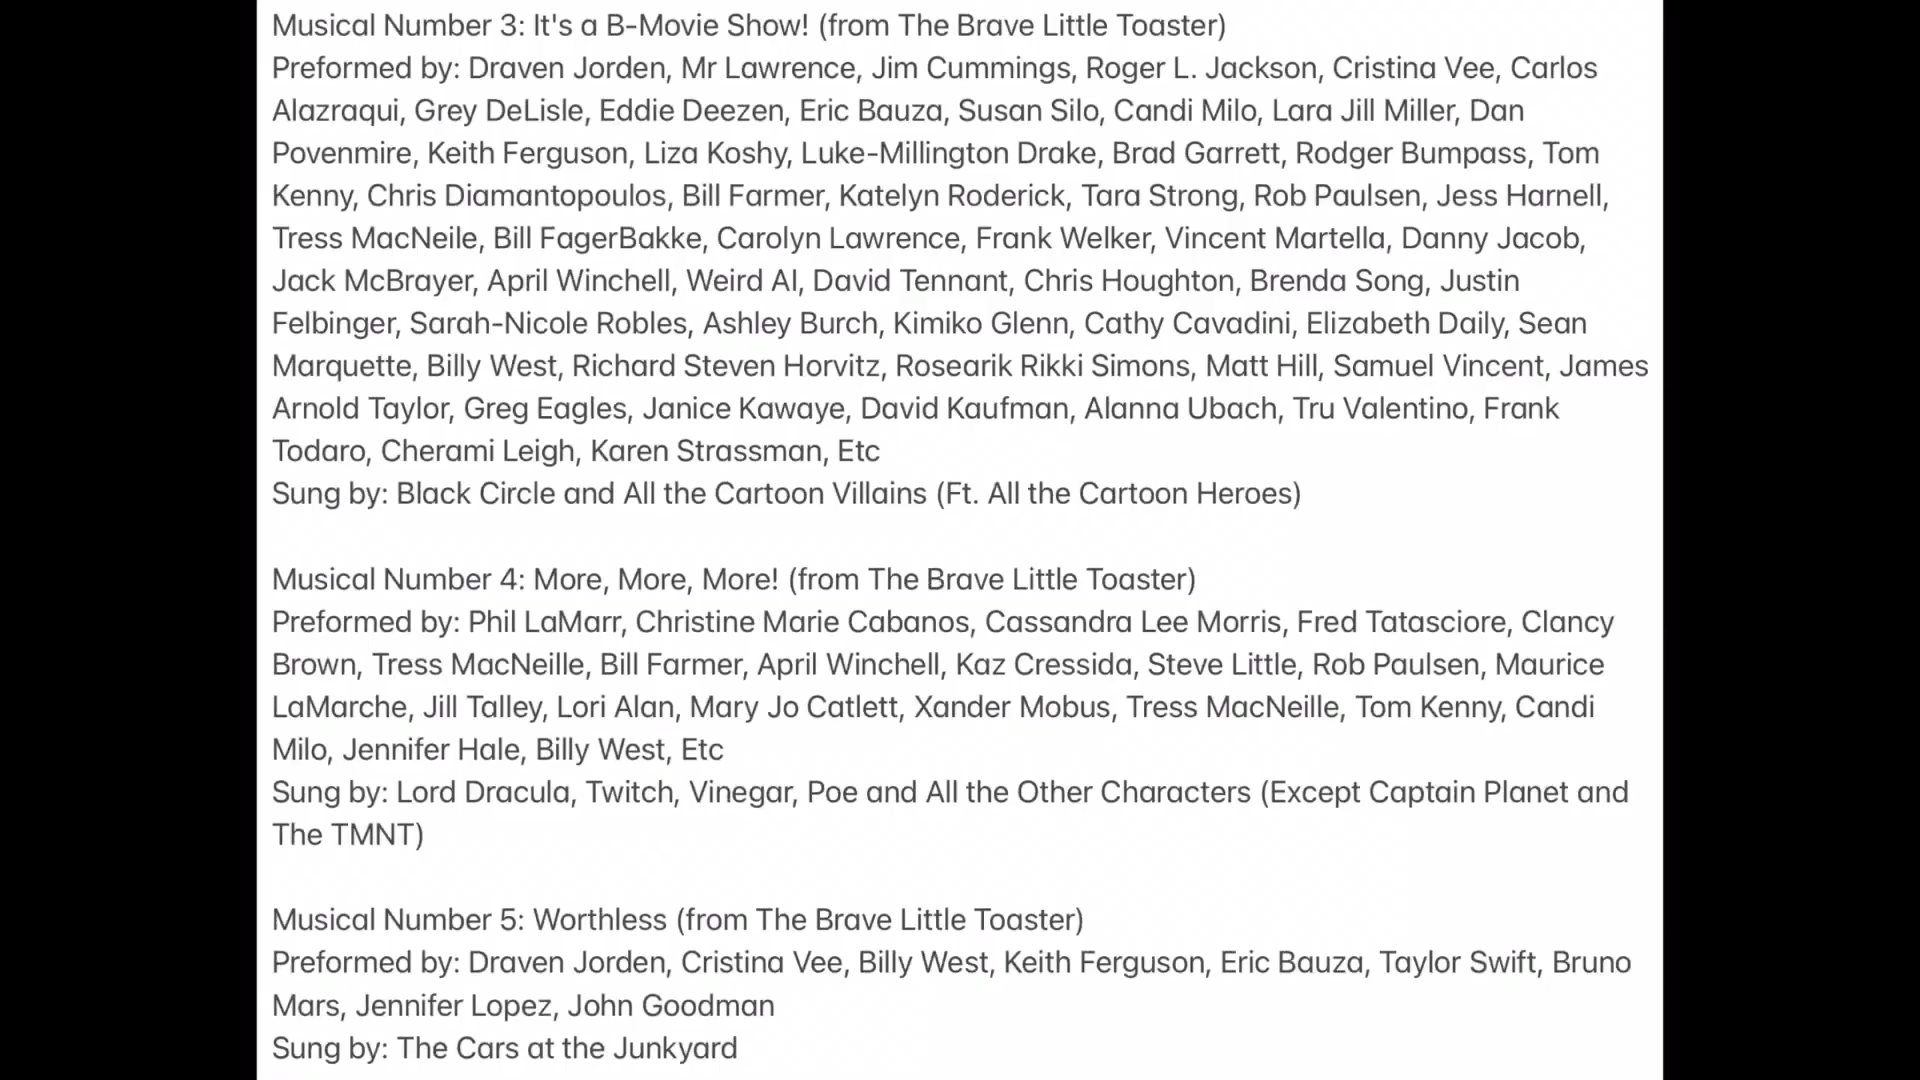 Musical Number 3: It's a B-Movie Show! (from The Brave Little Toaster)
Preformed by: Draven Jorden, Mr Lawrence, Jim Cummings, Roger L. Jackson, Cristina Vee, Carlos
Alazraqui, Grey DeLisle, Eddie Deezen, Eric Bauza, Susan Silo, Candi Milo, Lara Jill Miller, Dan
Povenmire, Keith Ferguson, Liza Koshy, Luke-Millington Drake, Brad Garrett, Rodger Bumpass, Tom
Kenny, Chris Diamantopoulos, Bill Farmer, Katelyn Roderick, Tara Strong, Rob Paulsen, Jess Harnell,
Tress MacNeile, Bill FagerBakke, Carolyn Lawrence, Frank Welker, Vincent Martella, Danny Jacob,
Jack McBrayer, April Winchell, Weird Al, David Tennant, Chris Houghton, Brenda Song, Justin
Felbinger, Sarah-Nicole Robles, Ashley Burch, Kimiko Glenn, Cathy Cavadini, Elizabeth Daily, Sean
Marquette, Billy West, Richard Steven Horvitz, Rosearik Rikki Simons, Matt Hill, Samuel Vincent, James
Arnold Taylor, Greg Eagles, Janice Kawaye, David Kaufman, Alanna Ubach, Tru Valentino, Frank
Todaro, Cherami Leigh, Karen Strassman, Etc
Sung by: Black Circle and All the Cartoon Villains (Ft. All the Cartoon Heroes)
Musical Number 4: More, More, More! (from The Brave Little Toaster)
Preformed by: Phil LaMarr, Christine Marie Cabanos, Cassandra Lee Morris, Fred Tatasciore, Clancy
Brown, Tress MacNeille, Bill Farmer, April Winchell, Kaz Cressida, Steve Little, Rob Paulsen, Maurice
LaMarche, Jill Talley, Lori Alan, Mary Jo Catlett, Xander Mobus, Tress MacNeille, Tom Kenny, Candi
Milo, Jennifer Hale, Billy West, Etc
Sung by: Lord Dracula, Twitch, Vinegar, Poe and All the Other Characters (Except Captain Planet and
The TMNT)
Musical Number 5: Worthless (from The Brave Little Toaster)
Preformed by: Draven Jorden, Cristina Vee, Billy West, Keith Ferguson, Eric Bauza, Taylor Swift, Bruno
Mars, Jennifer Lopez, John Goodman
Sung by: The Cars at the Junkyard